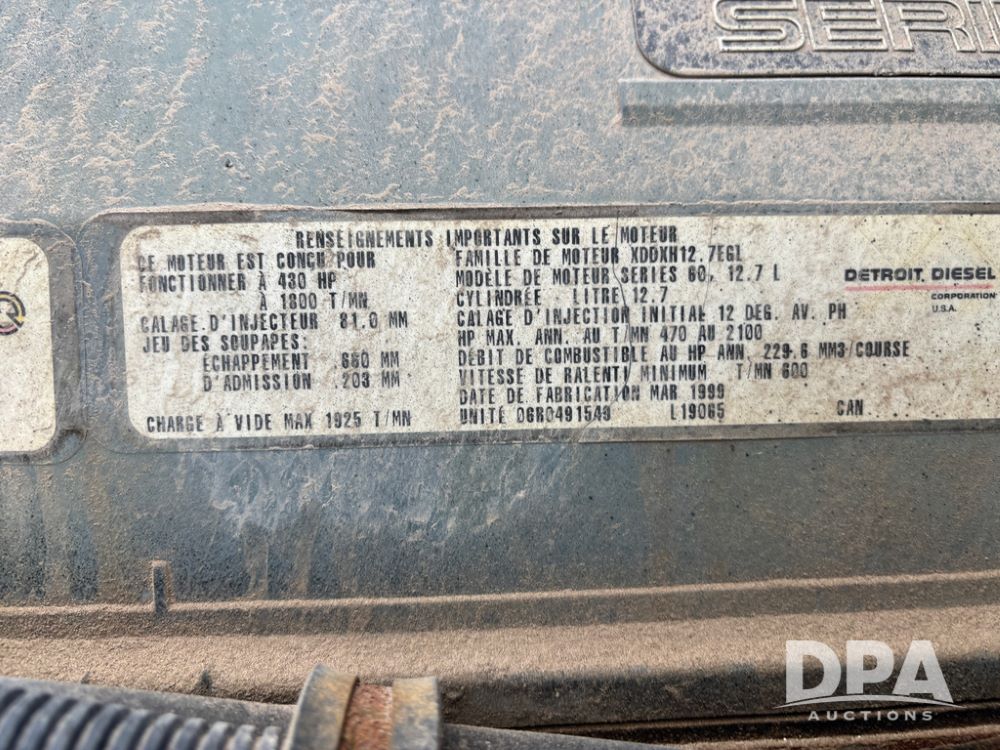 SERI
RENSEIGNEMENTS IMPORTANTS SUR LE MOTEUR
CE MOTEUR EST CONÇU POUR
FONCTIONNER À 430 HP
À 1800 T/MN
CALAGE D'INJECTEUR 81.0 MM
JEU DES SOUPAPES:
ÉCHAPPEMENT .660 MM
D'ADMISSION .203 MM
CHARGE À VIDE MAX 1925 T/MN
FAMILLE DE MOTEUR XDDXH12.7EGL
MODÈLE DE MOTEUR SERIES 60, 12.7 L
CYLINDRÉE LITRE 12.7
CALAGE D'INJECTION INITIAL 12 DEG. AV. PH
HP MAX. ANN. AU T/MN 470 AU 2100
DÉBIT DE COMBUSTIBLE AU HP ANN. 229.6 MM3/COURSE
VITESSE DE RALENTI MINIMUM T/MN 600
DATE DE FABRICATION MAR 1999
UNITÉ 06R0491549 L19065 CAN
DETROIT DIESEL
CORPORATION
U.S.A.
R
DPA
AUCTIONS